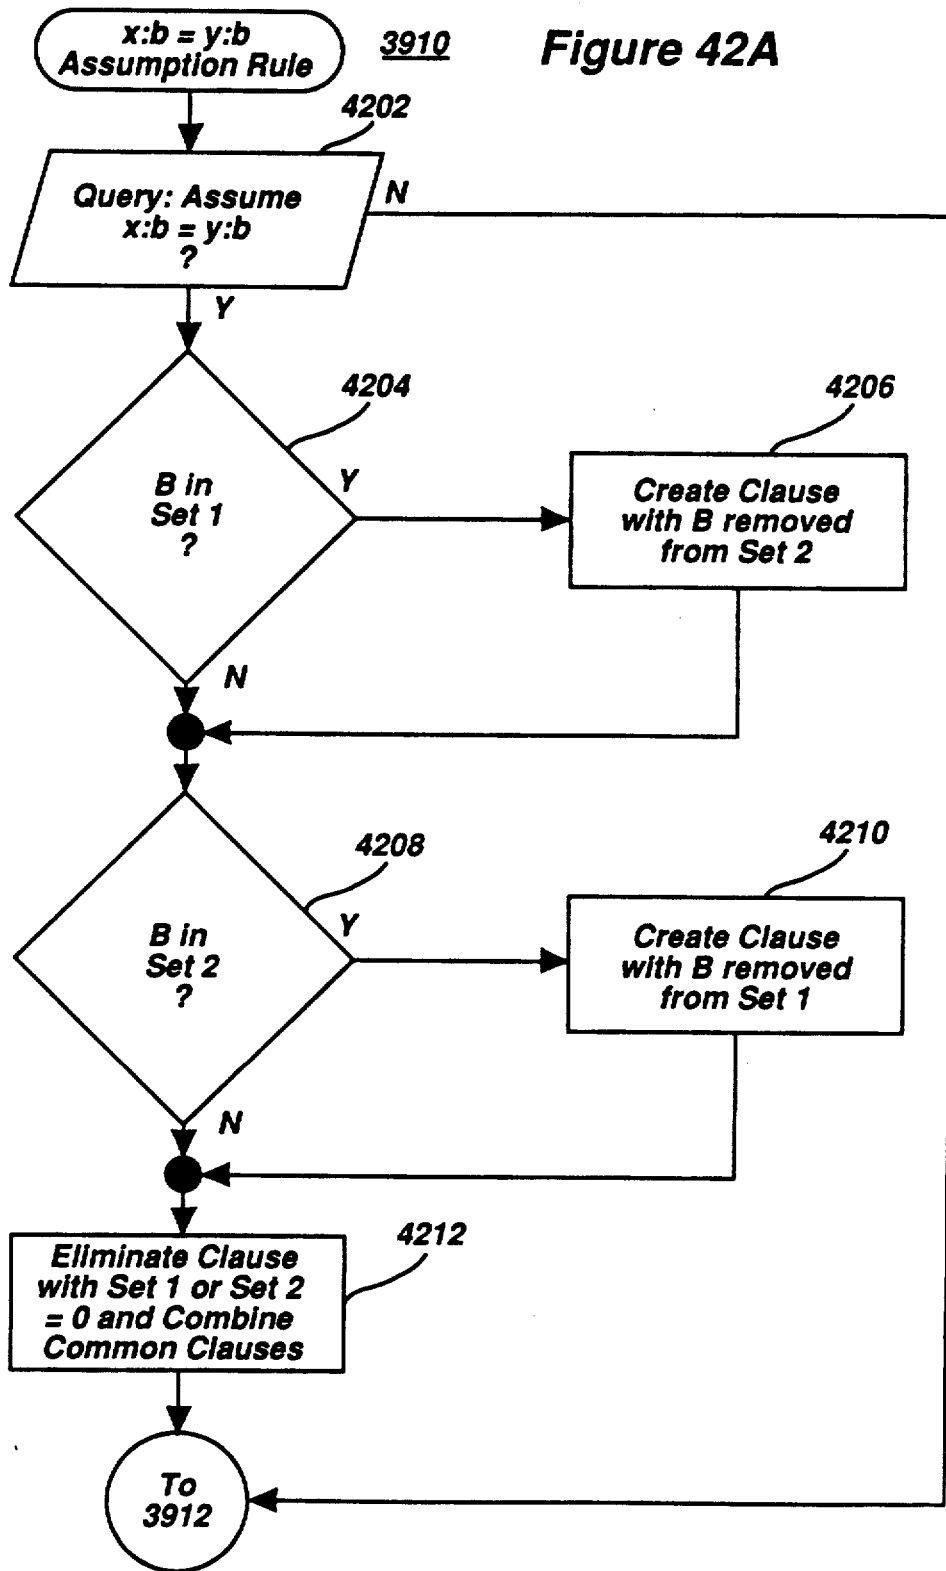 x:b = y:b
Assumption Rule
3910
Figure 42A
4202
Query: Assume
x:b = y:b
?
N
Y
4204
B in
Set 1
?
Y
4206
Create Clause
with B removed
from Set 2
N
4208
B in
Set 2
?
Y
4210
Create Clause
with B removed
from Set 1
N
4212
Eliminate Clause
with Set 1 or Set 2
= 0 and Combine
Common Clauses
To
3912